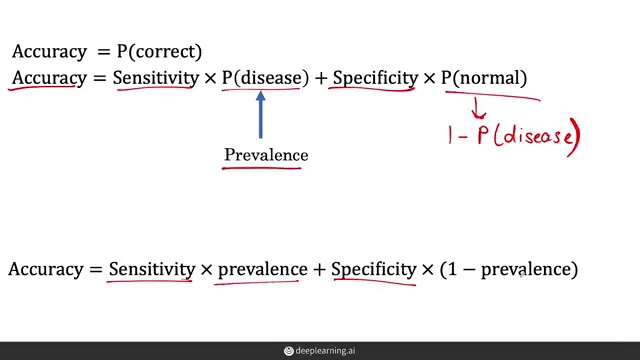 Accuracy = P(correct)
Accuracy = Sensitivity × P(disease) + Specificity × P(normal)
1 − P(disease)
Prevalence
Accuracy = Sensitivity × prevalence + Specificity × (1 − prevalence)
deeplearning.ai